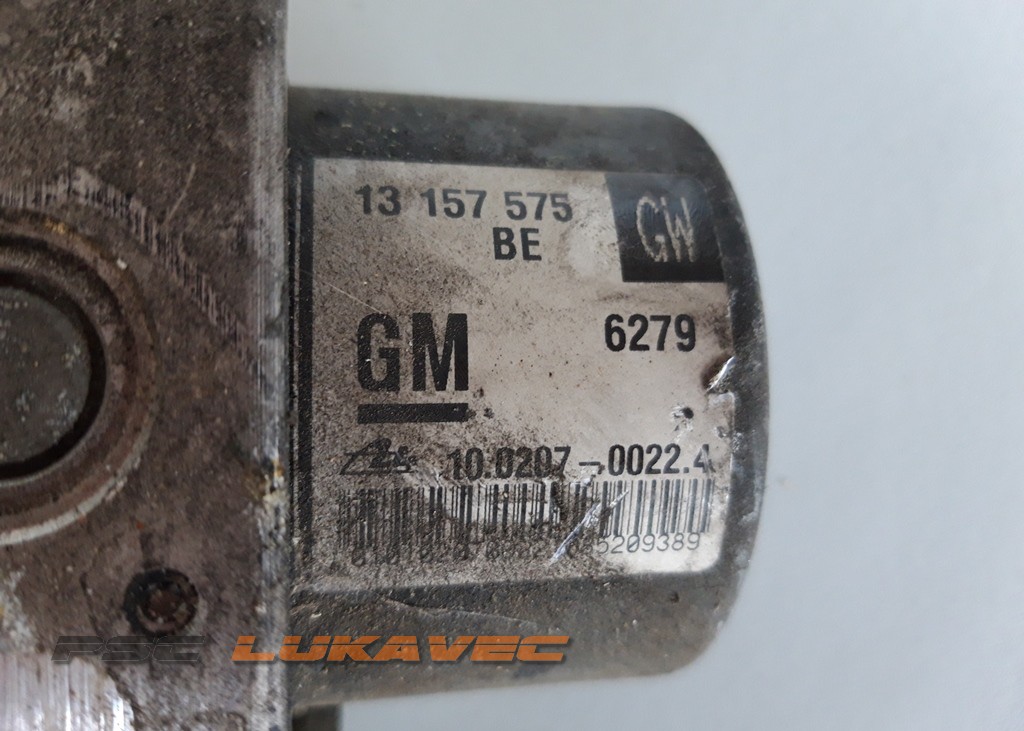 13 157 575
BE
GW
GM
6279
10.0207-0022.4
PSC LUKAVEC